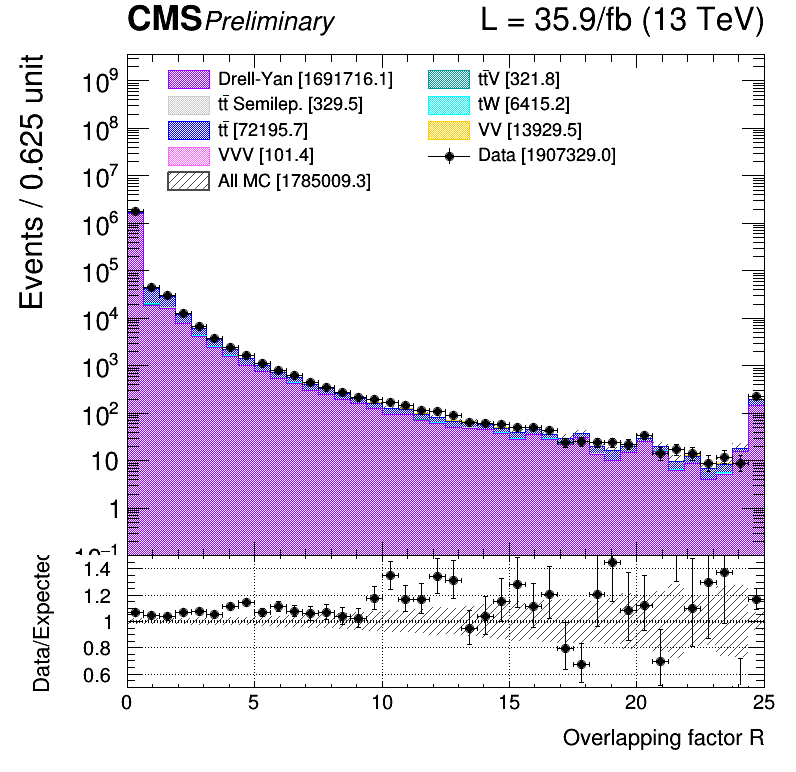 CMS Preliminary L = 35.9/fb (13 TeV)
Events / 0.625 unit
Drell-Yan [1691716.1]
tt̄ Semilep. [329.5]
tt̄ [72195.7]
VVV [101.4]
All MC [1785009.3]
tt̄V [321.8]
tW [6415.2]
VV [13929.5]
Data [1907329.0]
10⁹
10⁸
10⁷
10⁶
10⁵
10⁴
10³
10²
10
1
10⁻¹
Data/Expected
1.4
1.2
1
0.8
0.6
0 5 10 15 20 25
Overlapping factor R